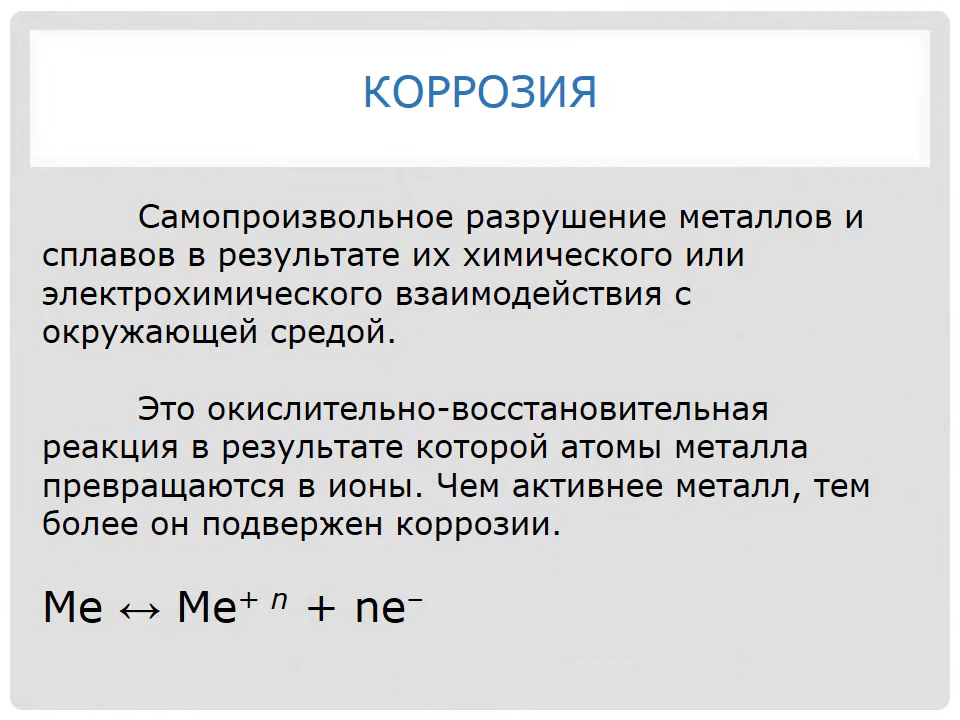 КОРРОЗИЯ
Самопроизвольное разрушение металлов и
сплавов в результате их химического или
электрохимического взаимодействия с
окружающей средой.
Это окислительно-восстановительная
реакция в результате которой атомы металла
превращаются в ионы. Чем активнее металл, тем
более он подвержен коррозии.
Me ↔ Me⁺ ⁿ + ne⁻